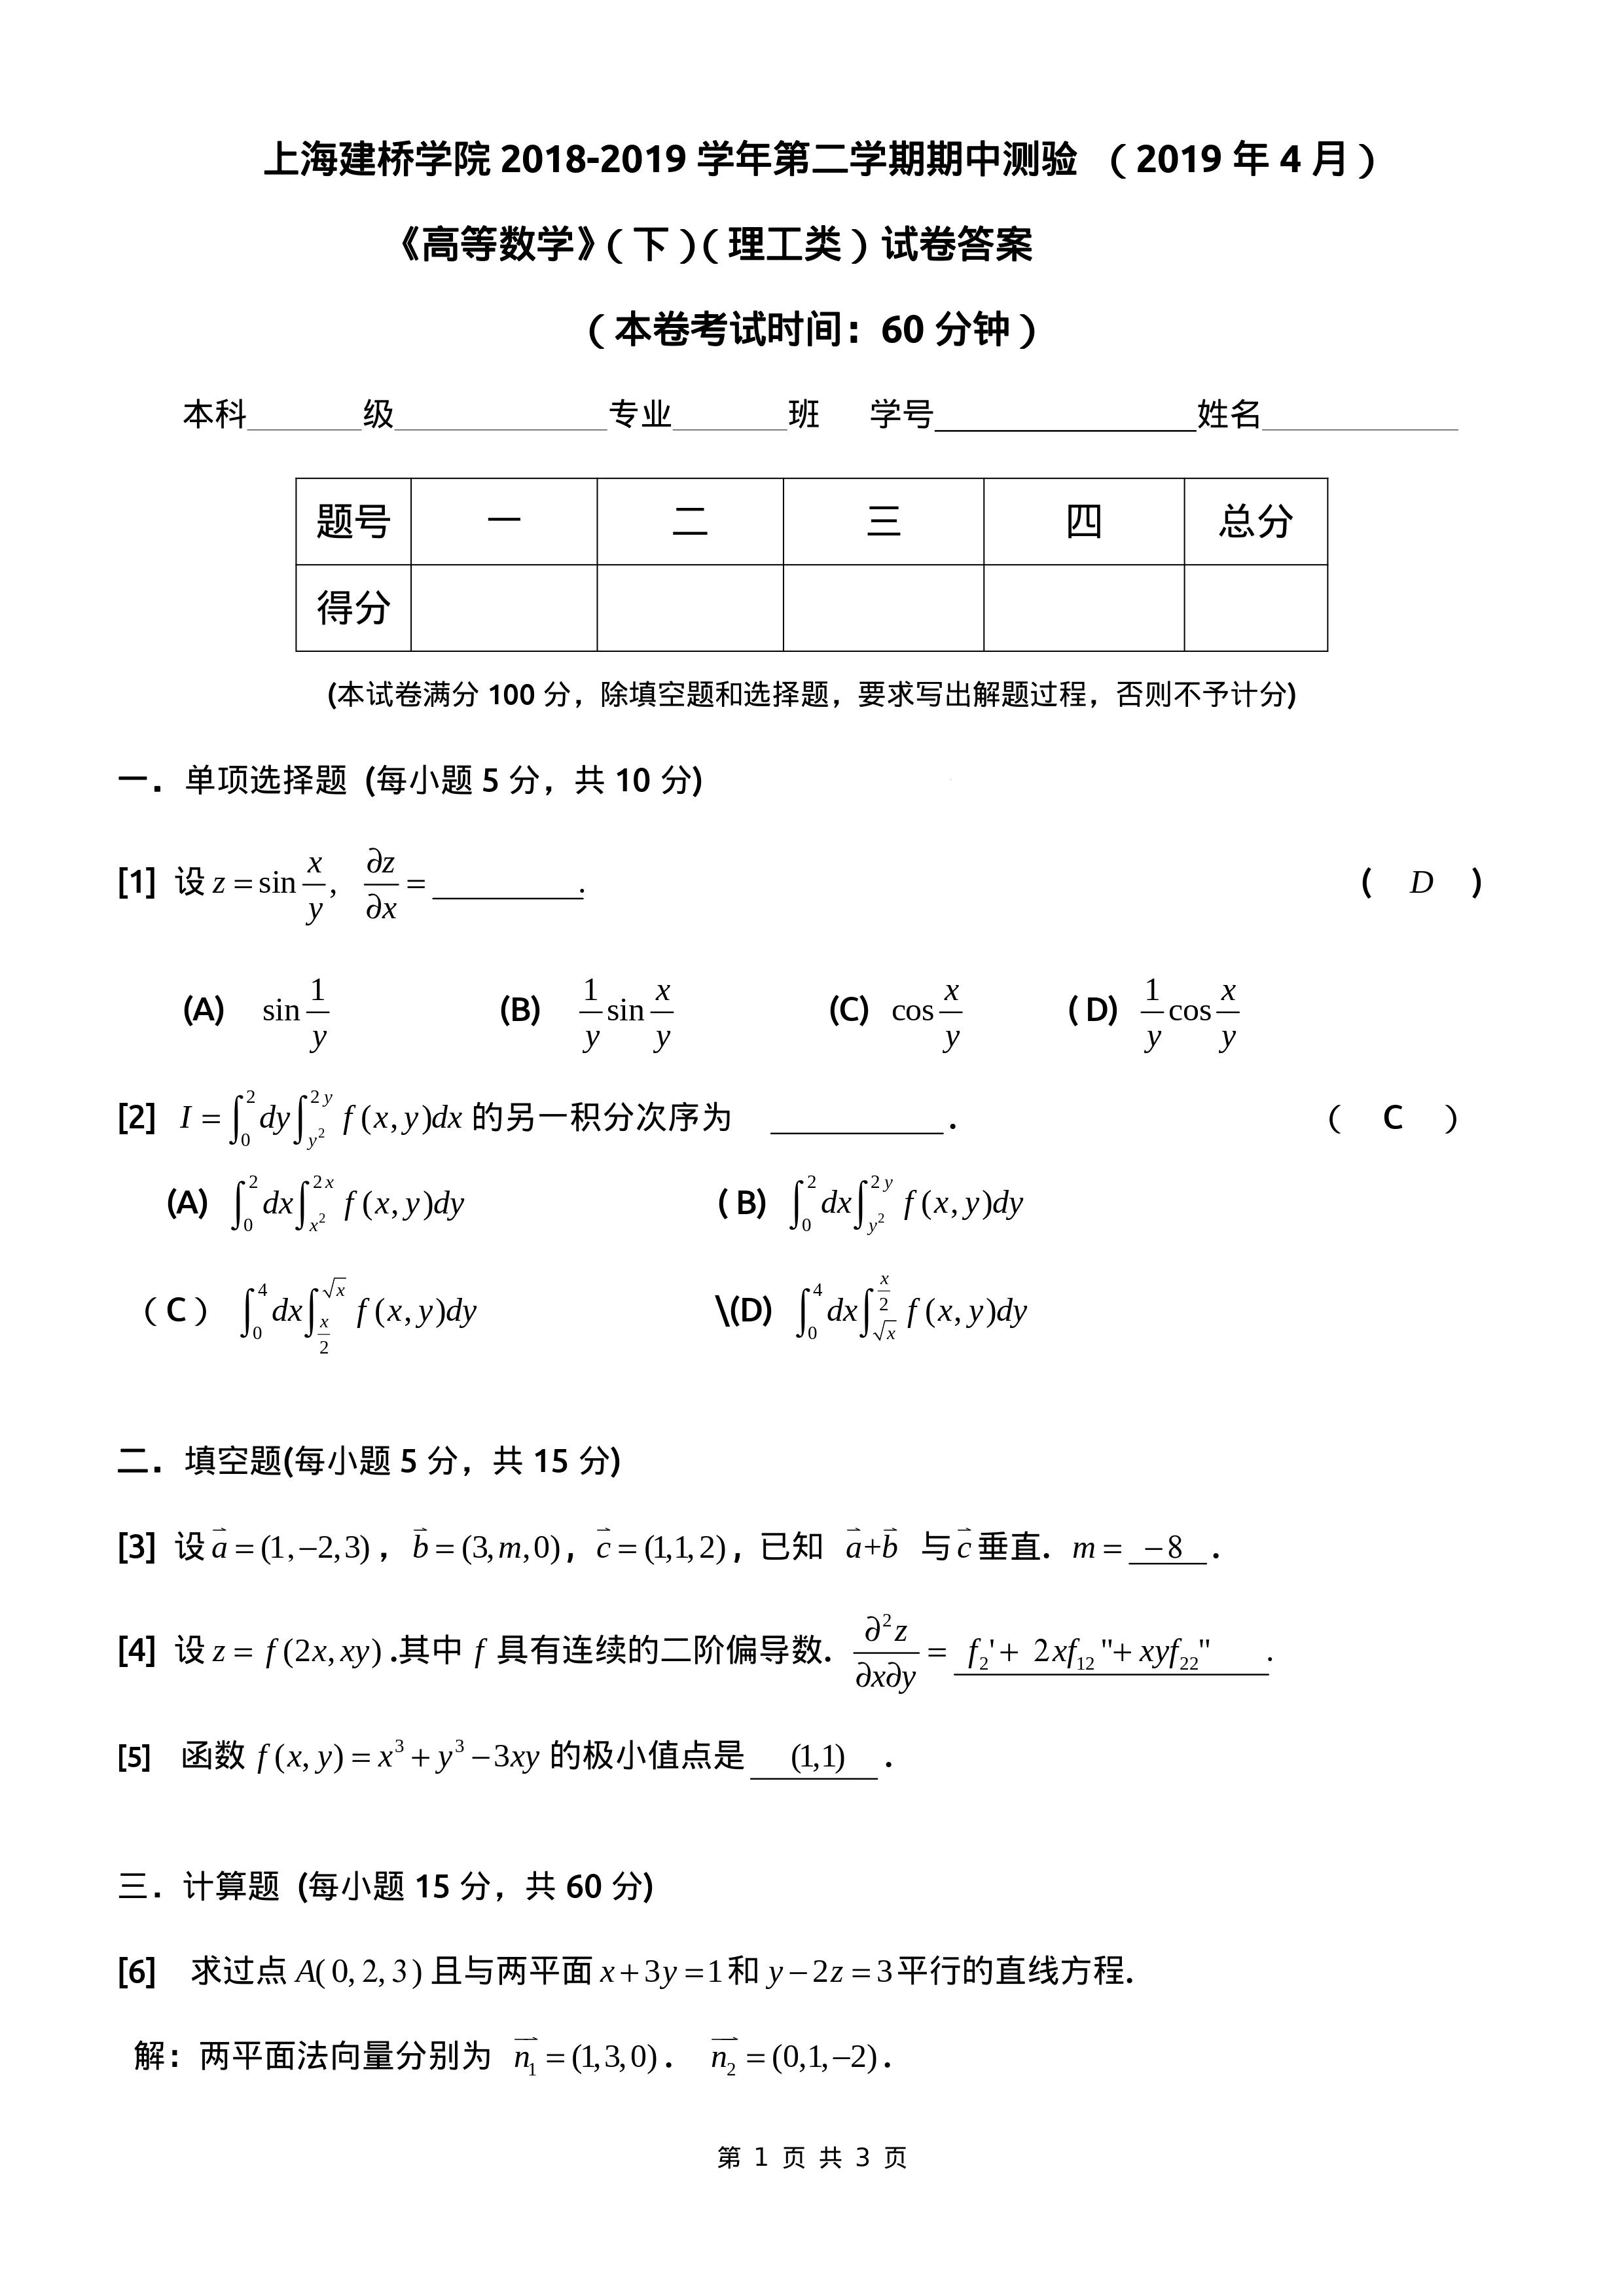 上海建桥学院 2018-2019 学年第二学期期中测验 （2019 年 4 月）
《高等数学》（下）（理工类）试卷答案
（本卷考试时间：60 分钟）
本科_______级_____________专业_______班 学号________________姓名____________
题号 一 二 三 四 总分
得分
(本试卷满分 100 分，除填空题和选择题，要求写出解题过程，否则不予计分)
一．单项选择题 (每小题 5 分，共 10 分)
[1] 设 $z=\sin\frac{x}{y}$, $\frac{\partial z}{\partial x}=$_________. ( D )
(A) $\sin\frac{1}{y}$ (B) $\frac{1}{y}\sin\frac{x}{y}$ (C) $\cos\frac{x}{y}$ ( D) $\frac{1}{y}\cos\frac{x}{y}$
[2] $I=\int_0^2 dy\int_{y^2}^{2y} f(x,y)dx$ 的另一积分次序为 __________． （ C ）
(A) $\int_0^2 dx\int_{x^2}^{2x} f(x,y)dy$ ( B) $\int_0^2 dx\int_{y^2}^{2y} f(x,y)dy$
（C） $\int_0^4 dx\int_{\frac{x}{2}}^{\sqrt{x}} f(x,y)dy$ \(D) $\int_0^4 dx\int_{\sqrt{x}}^{\frac{x}{2}} f(x,y)dy$
二．填空题(每小题 5 分，共 15 分)
[3] 设 $\vec{a}=(1,-2,3)$，$\vec{b}=(3,m,0)$，$\vec{c}=(1,1,2)$，已知 $\vec{a}+\vec{b}$ 与 $\vec{c}$ 垂直．$m=$ $-8$ ．
[4] 设 $z=f(2x,xy)$ .其中 $f$ 具有连续的二阶偏导数．$\frac{\partial^2 z}{\partial x\partial y}=$ $f_2'+2xf_{12}''+xyf_{22}''$ .
[5] 函数 $f(x,y)=x^3+y^3-3xy$ 的极小值点是 (1,1) ．
三．计算题 (每小题 15 分，共 60 分)
[6] 求过点 $A(0,2,3)$ 且与两平面 $x+3y=1$ 和 $y-2z=3$ 平行的直线方程.
解：两平面法向量分别为 $\vec{n_1}=(1,3,0)$． $\vec{n_2}=(0,1,-2)$．
第 1 页 共 3 页